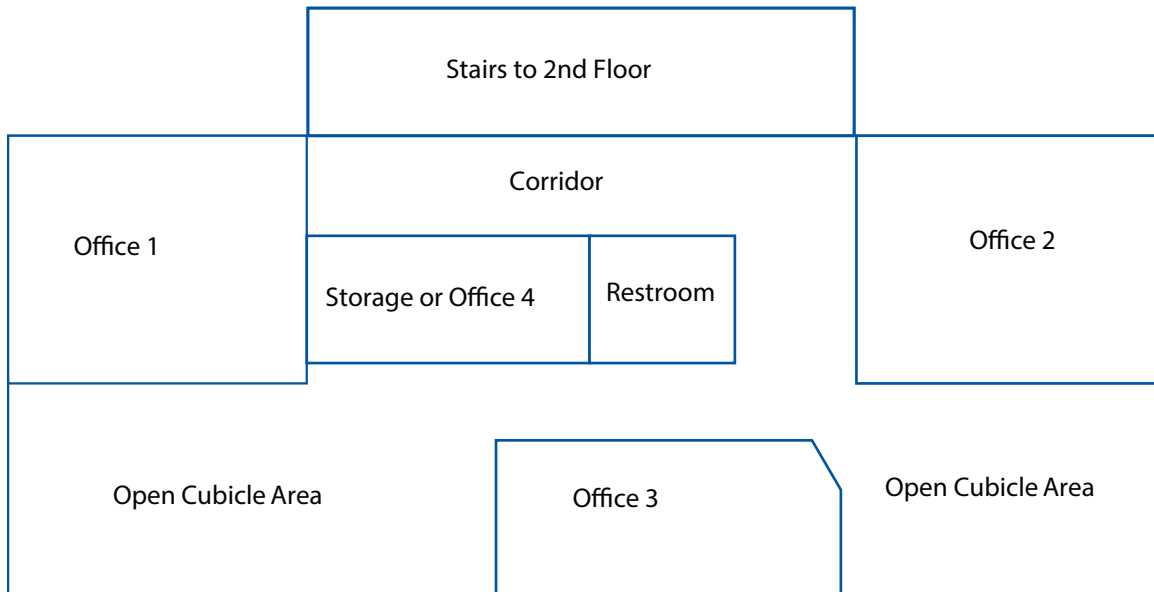 Stairs to 2nd Floor
Corridor
Office 1
Office 2
Storage or Office 4
Restroom
Open Cubicle Area
Office 3
Open Cubicle Area